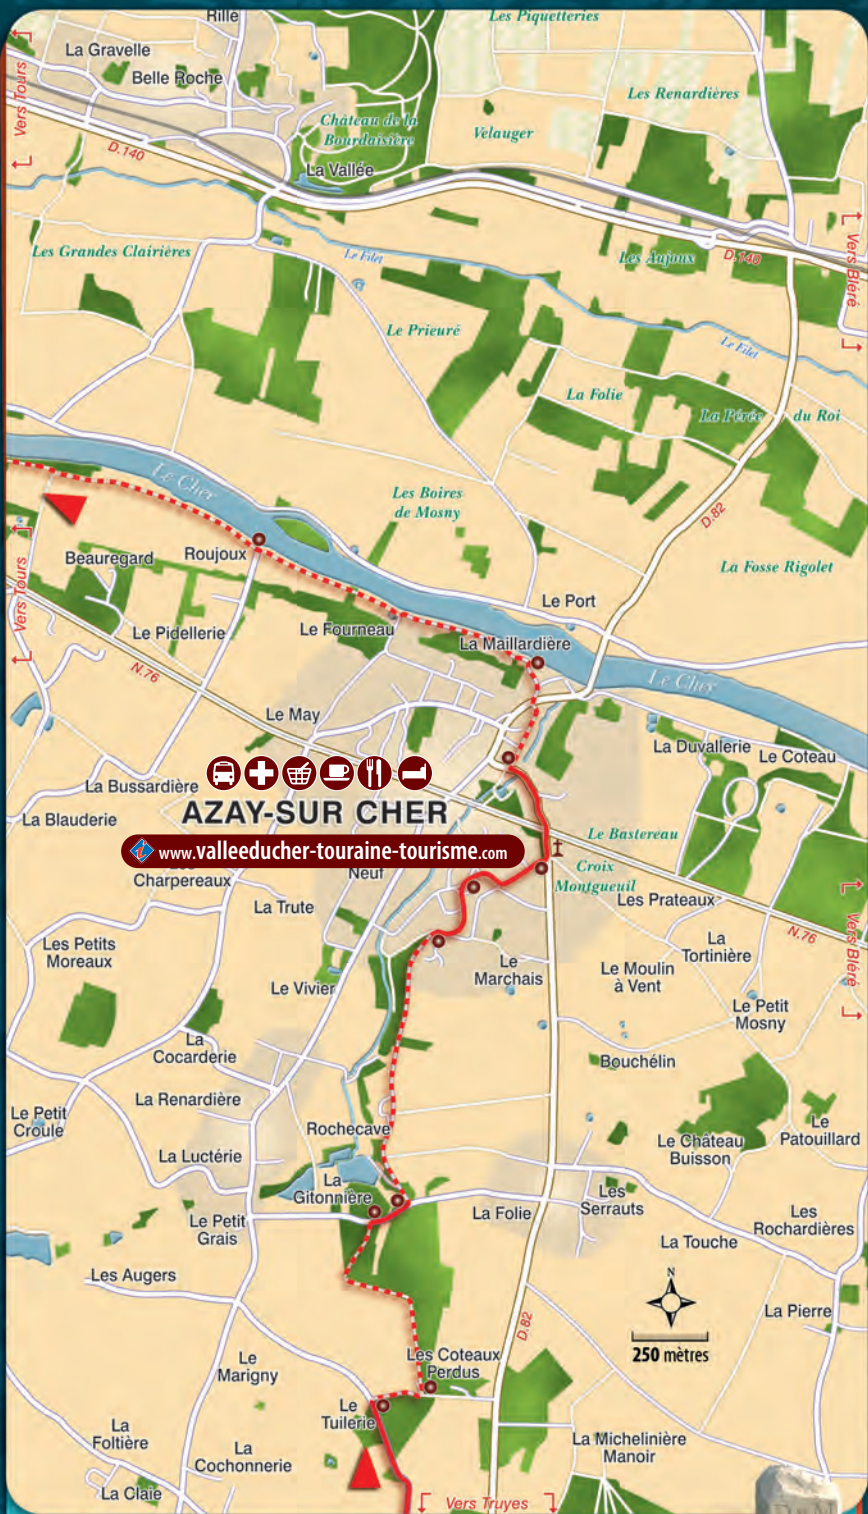 Rillé
Les Piquetteries
La Gravelle
Belle Roche
Les Renardières
Vers Tours
Château de la
Bourdaisière
Velauger
D.140
La Vallée
Vers Bléré
Les Grandes Clairières
Le Filet
Les Aujoux
D.140
Le Prieuré
Le Filet
La Folie
La Pérée du Roi
Le Cher
Les Boires
de Mosny
D.82
Vers Tours
Beauregard
Roujoux
La Fosse Rigolet
Le Port
Le Pidellerie
Le Fourneau
La Maillardière
N.76
Le Cher
Le May
La Duvallerie
Le Coteau
La Bussardière
La Blauderie
AZAY-SUR CHER
Le Bastereau
i www.valleeducher-touraine-tourisme.com
Charpereaux
Neuf
Croix
Montgueuil
La Trute
Les Prateaux
N.76
Vers Bléré
Les Petits
Moreaux
Le Vivier
Le
Marchais
Le Moulin
à Vent
La
Tortinière
Le Petit
Mosny
La
Cocarderie
Bouchélin
La Renardière
Le Petit
Croule
Rochecave
Le Château
Buisson
Le
Patouillard
La Luctérie
La
Gitonnière
Les
Serrauts
Le Petit
Grais
La Folie
Les
Rochardières
La Touche
Les Augers
N
La Pierre
250 mètres
D.82
Le
Marigny
Les Coteaux
Perdus
Le
Tuilerie
La
Foltière
La
Cochonnerie
La Michelinière
Manoir
La Claie
Vers Truyes